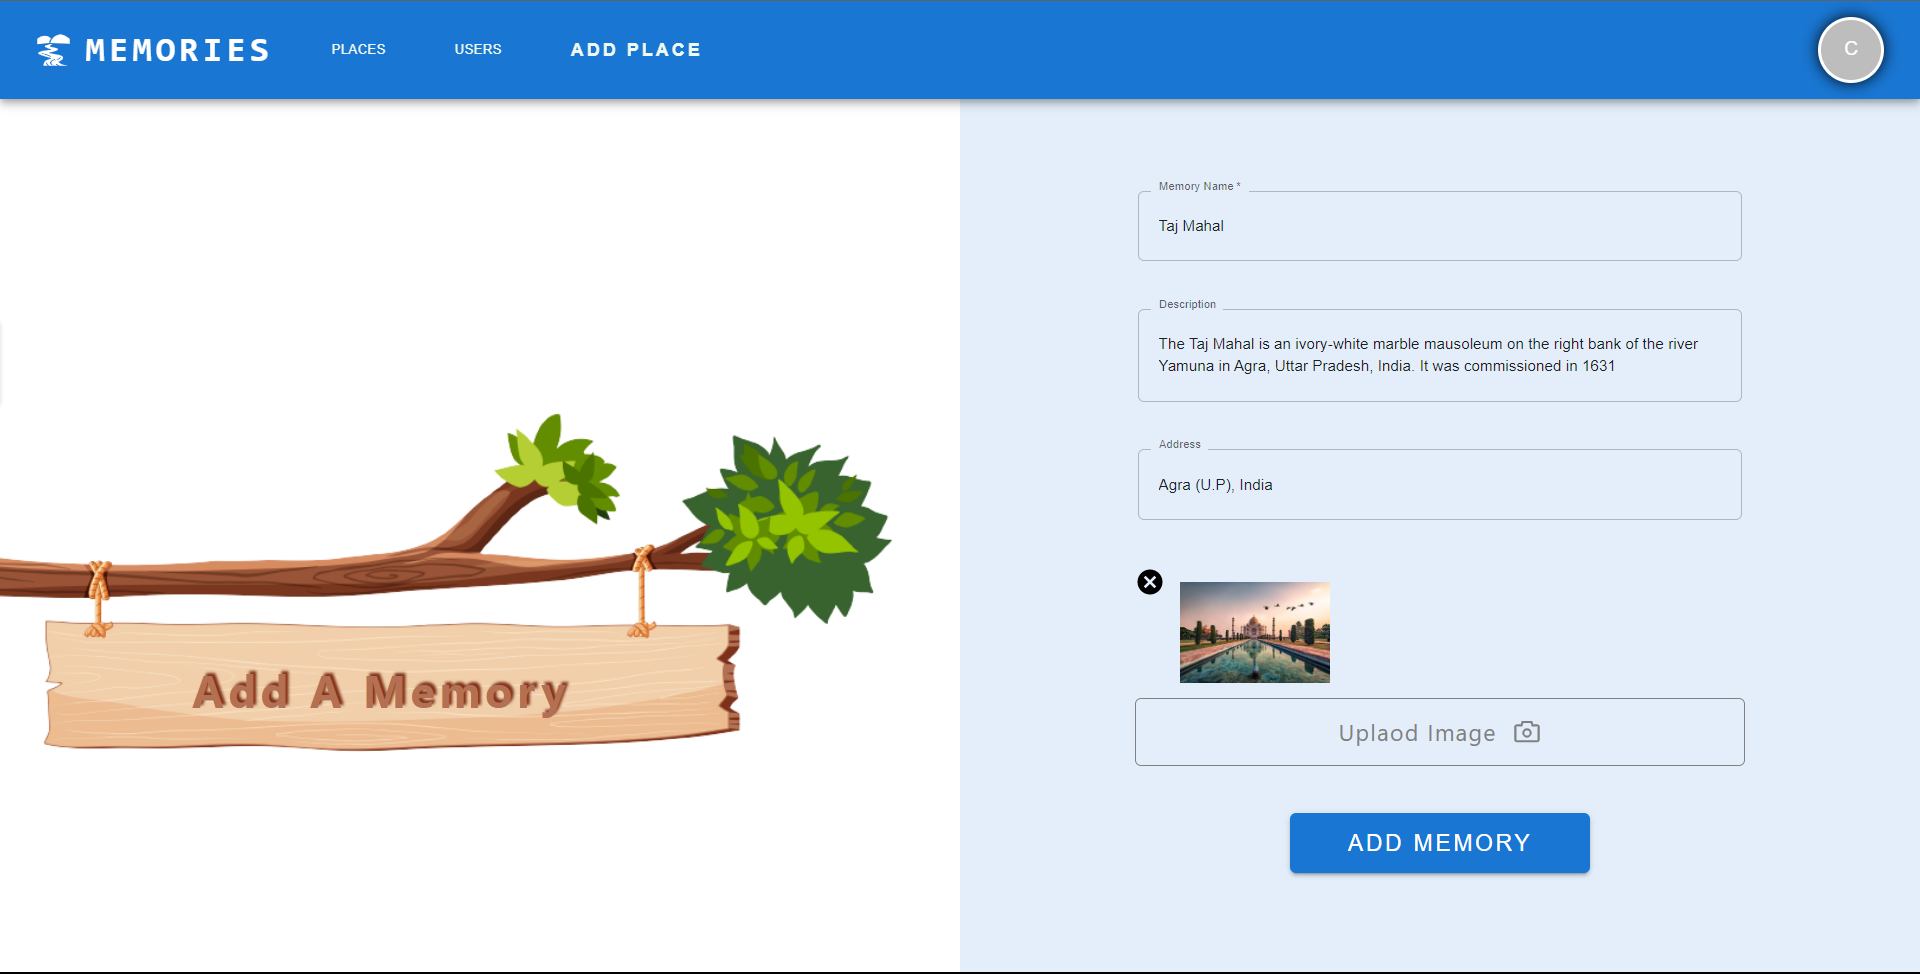 MEMORIES
PLACES
USERS
ADD PLACE
C
Add A Memory
Memory Name *
Taj Mahal
Description
The Taj Mahal is an ivory-white marble mausoleum on the right bank of the river
Yamuna in Agra, Uttar Pradesh, India. It was commissioned in 1631
Address
Agra (U.P), India
Uplaod Image
ADD MEMORY